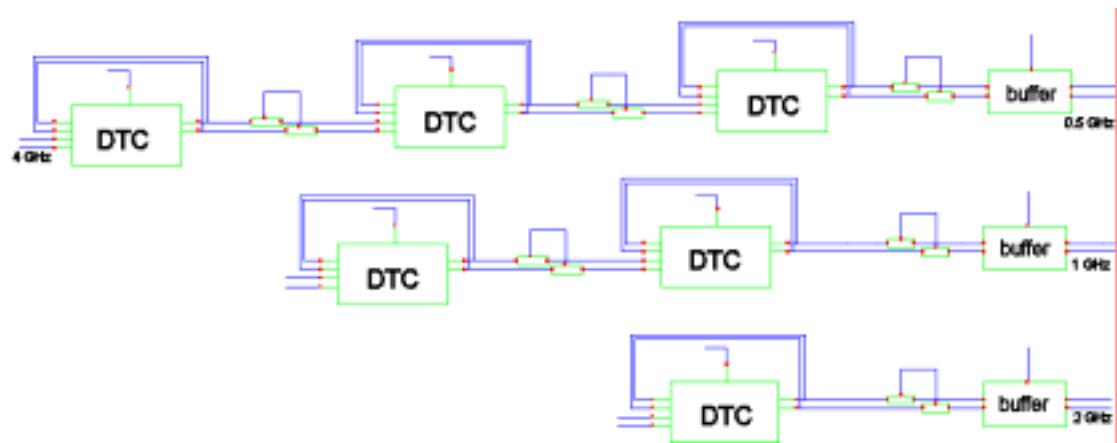 DTC DTC DTC buffer
4 GHz 0.5 GHz
DTC DTC buffer
1 GHz
DTC buffer
2 GHz